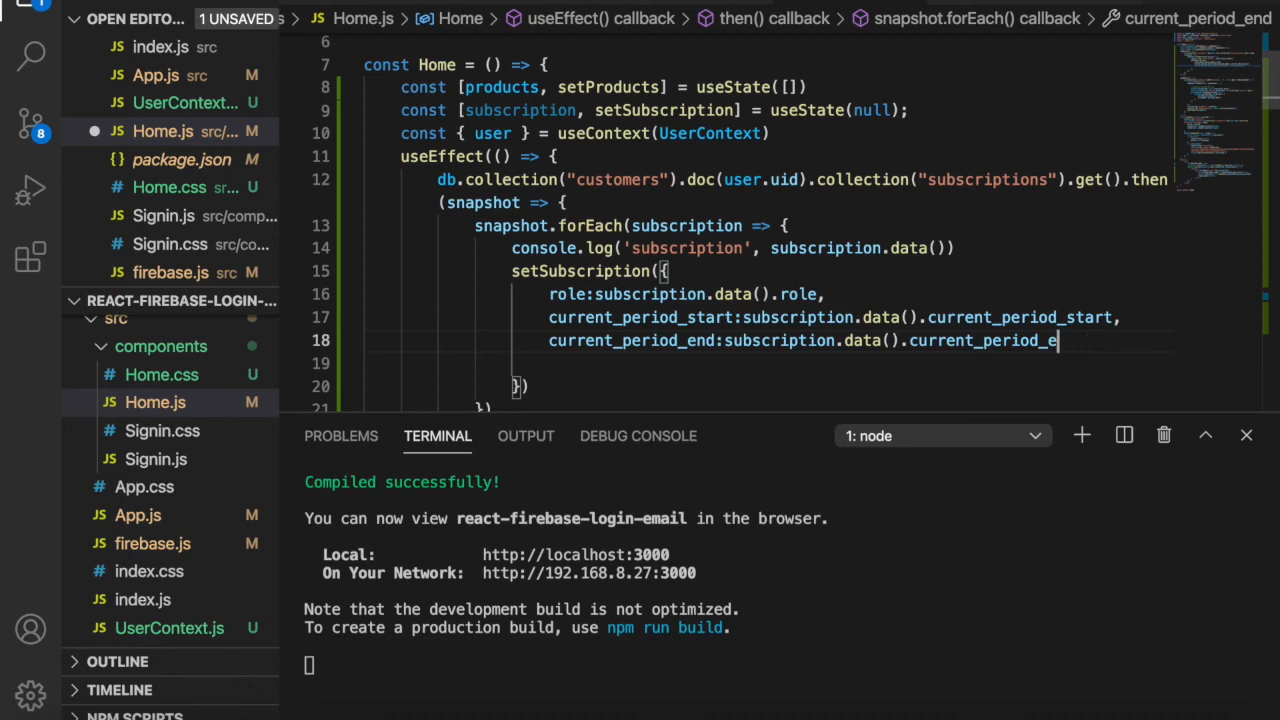 OPEN EDITO... 1 UNSAVED
s > JS Home.js > Home > useEffect() callback > then() callback > snapshot.forEach() callback > current_period_end
JS index.js src
JS App.js src M
JS UserContext... U
JS Home.js src/... M
{} package.json M
# Home.css sr... U
JS Signin.js src/comp...
# Signin.css src/co...
JS firebase.js src M
REACT-FIREBASE-LOGIN-...
src
components
# Home.css U
JS Home.js M
# Signin.css
JS Signin.js
# App.css
JS App.js M
JS firebase.js M
# index.css
JS index.js
JS UserContext.js U
OUTLINE
TIMELINE
NPM SCRIPTS
8
6
7 const Home = () => {
8 const [products, setProducts] = useState([])
9 const [subscription, setSubscription] = useState(null);
10 const { user } = useContext(UserContext)
11 useEffect(() => {
12 db.collection("customers").doc(user.uid).collection("subscriptions").get().then
(snapshot => {
13 snapshot.forEach(subscription => {
14 console.log('subscription', subscription.data())
15 setSubscription({
16 role:subscription.data().role,
17 current_period_start:subscription.data().current_period_start,
18 current_period_end:subscription.data().current_period_e
19
20 })
21 })
PROBLEMS TERMINAL OUTPUT DEBUG CONSOLE 1: node
Compiled successfully!
You can now view react-firebase-login-email in the browser.
Local: http://localhost:3000
On Your Network: http://192.168.8.27:3000
Note that the development build is not optimized.
To create a production build, use npm run build.